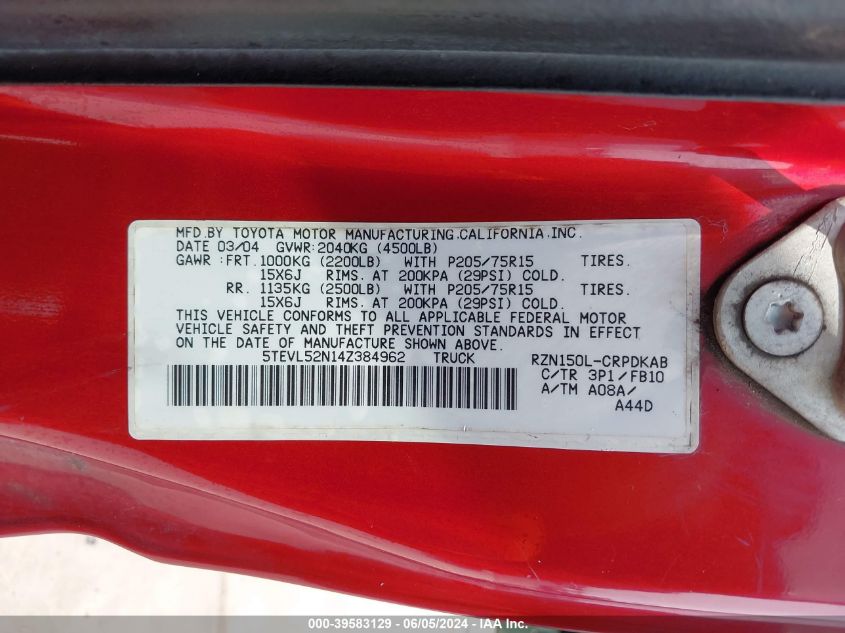 MFD.BY TOYOTA MOTOR MANUFACTURING.CALIFORNIA.INC.
DATE 03/04 GVWR:2040KG (4500LB)
GAWR:FRT.1000KG (2200LB) WITH P205/75R15 TIRES.
15X6J RIMS. AT 200KPA (29PSI) COLD.
RR. 1135KG (2500LB) WITH P205/75R15 TIRES.
15X6J RIMS. AT 200KPA (29PSI) COLD.
THIS VEHICLE CONFORMS TO ALL APPLICABLE FEDERAL MOTOR
VEHICLE SAFETY AND THEFT PREVENTION STANDARDS IN EFFECT
ON THE DATE OF MANUFACTURE SHOWN ABOVE.
5TEVL52N14Z384962 TRUCK RZN150L-CRPDKAB
C/TR 3P1/FB10
A/TM A08A/
A44D
000-39583129 - 06/05/2024 - IAA Inc.